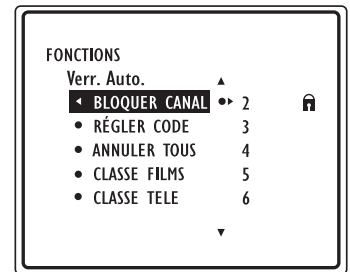 FONCTIONS
Verr. Auto.
BLOQUER CANAL 2
• RÉGLER CODE 3
• ANNULER TOUS 4
• CLASSE FILMS 5
• CLASSE TELE 6